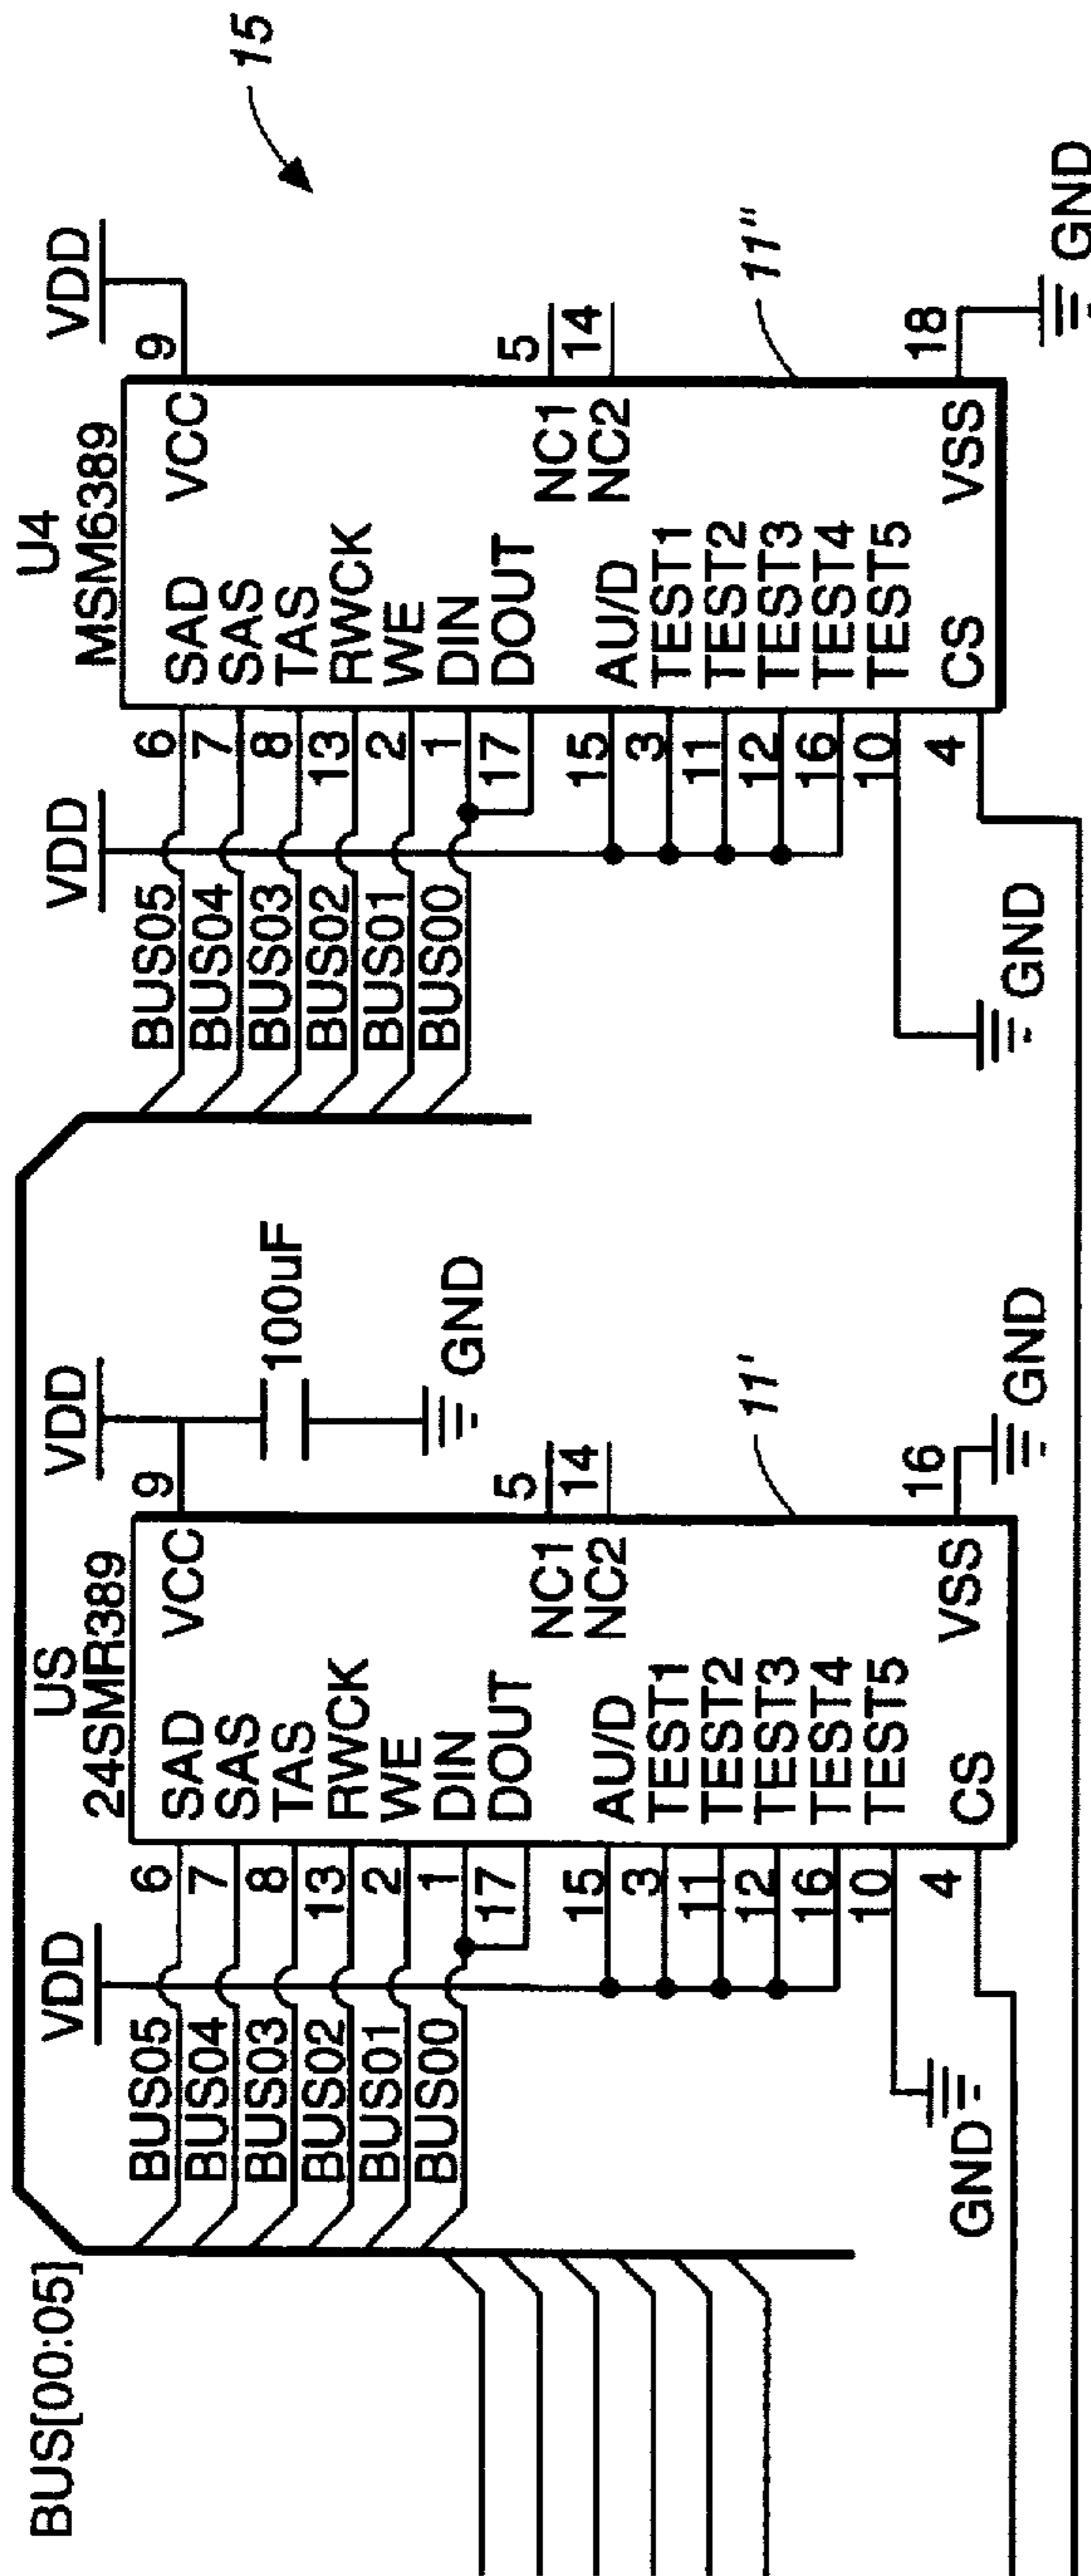 BUS[00:05]
VDD
BUS05
BUS04
BUS03
BUS02
BUS01
BUS00
6
7
8
13
2
1
17
15
3
11
12
16
10
4
GND
US
24SMR389
SAD
SAS
TAS
RWCK
WE
DIN
DOUT
AU/D
TEST1
TEST2
TEST3
TEST4
TEST5
CS
VCC
NC1
NC2
VSS
9
5
14
16
VDD
100uF
GND
11'
GND
VDD
BUS05
BUS04
BUS03
BUS02
BUS01
BUS00
6
7
8
13
2
1
17
15
3
11
12
16
10
4
GND
U4
MSM6389
SAD
SAS
TAS
RWCK
WE
DIN
DOUT
AU/D
TEST1
TEST2
TEST3
TEST4
TEST5
CS
VCC
NC1
NC2
VSS
9
5
14
18
VDD
11"
GND
15